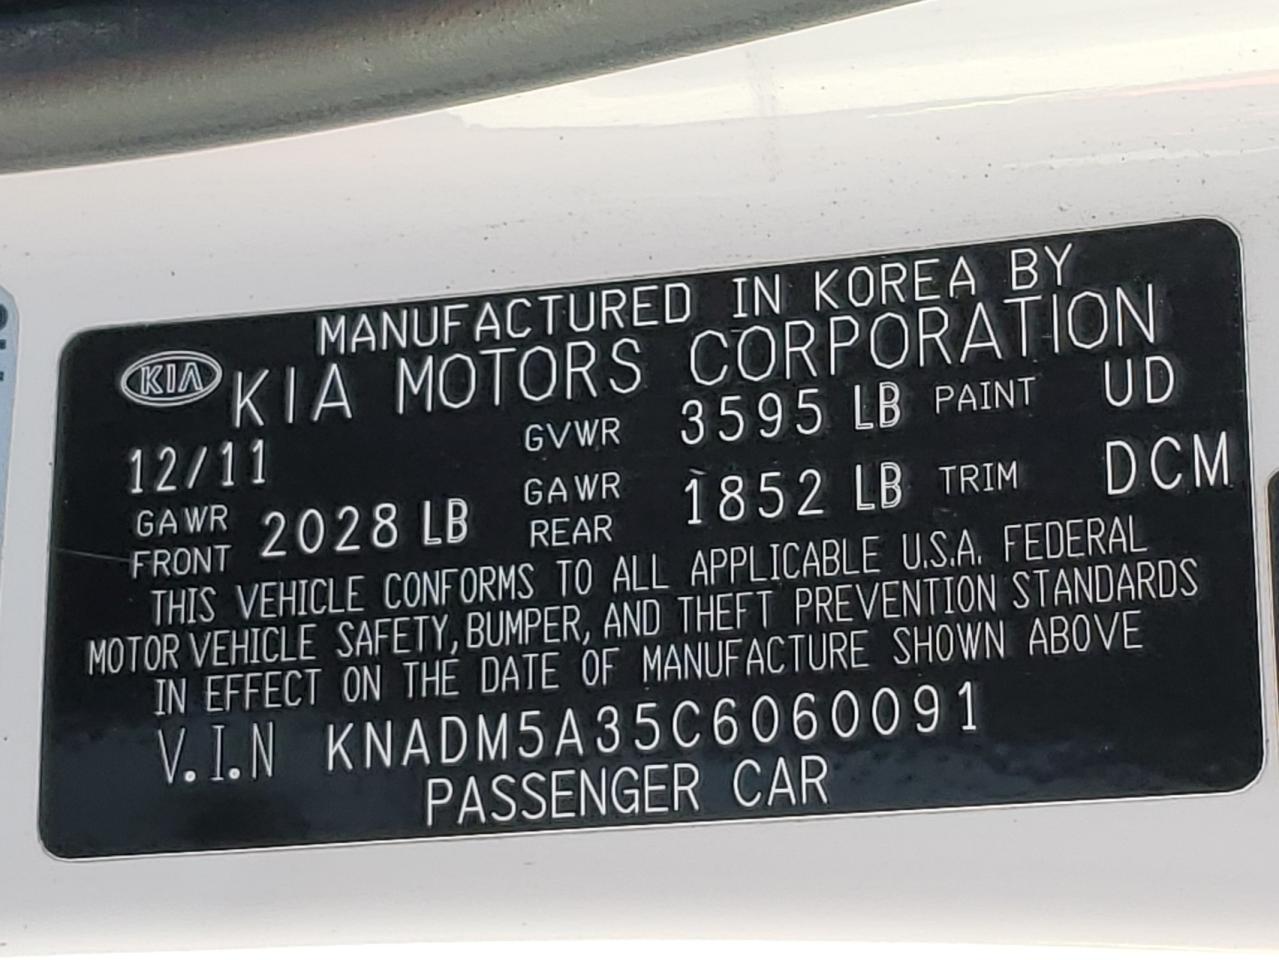 MANUFACTURED IN KOREA BY
KIA KIA MOTORS CORPORATION
12/11 GVWR 3595 LB PAINT UD
GAWR FRONT 2028 LB GAWR REAR 1852 LB TRIM DCM
THIS VEHICLE CONFORMS TO ALL APPLICABLE U.S.A. FEDERAL
MOTOR VEHICLE SAFETY, BUMPER, AND THEFT PREVENTION STANDARDS
IN EFFECT ON THE DATE OF MANUFACTURE SHOWN ABOVE
V.I.N KNADM5A35C6060091
PASSENGER CAR